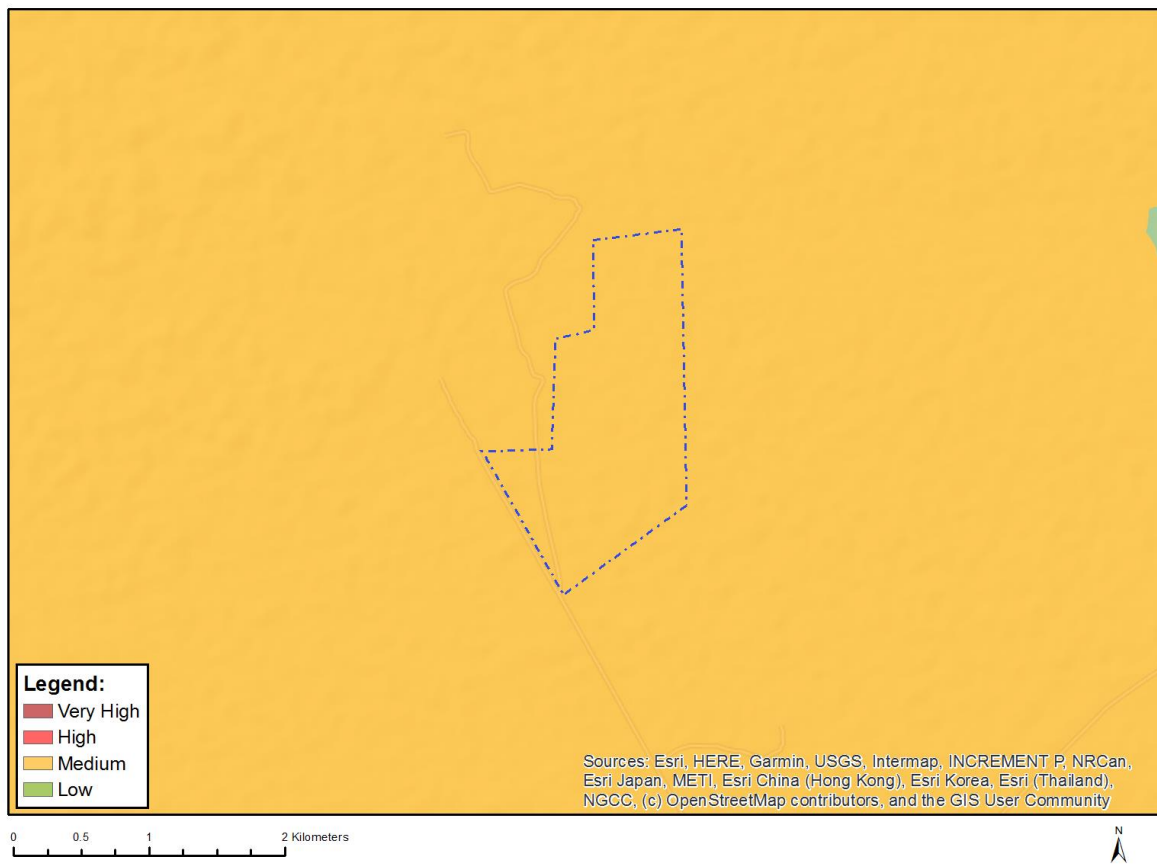 Legend:
Very High
High
Medium
Low
Sources: Esri, HERE, Garmin, USGS, Intermap, INCREMENT P, NRCan,
Esri Japan, METI, Esri China (Hong Kong), Esri Korea, Esri (Thailand),
NGCC, (c) OpenStreetMap contributors, and the GIS User Community
0 0.5 1 2 Kilometers
N